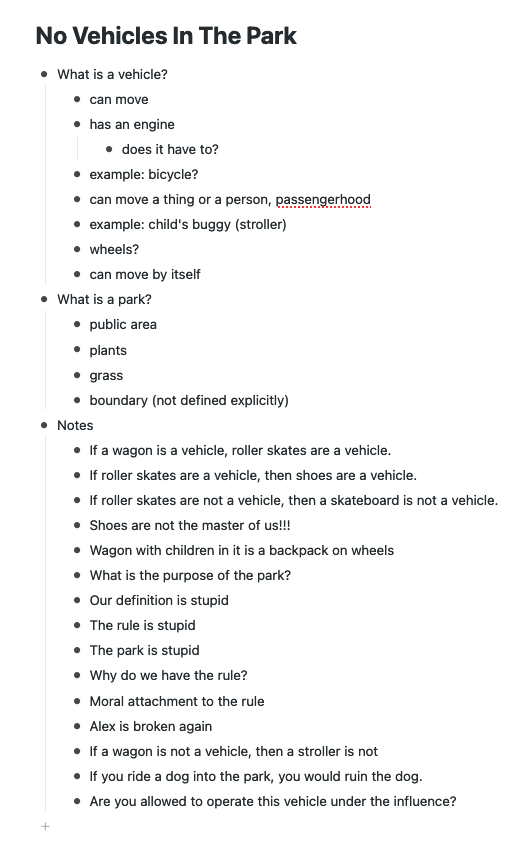 No Vehicles In The Park
What is a vehicle?
can move
has an engine
does it have to?
example: bicycle?
can move a thing or a person, passengerhood
example: child's buggy (stroller)
wheels?
can move by itself
What is a park?
public area
plants
grass
boundary (not defined explicitly)
Notes
If a wagon is a vehicle, roller skates are a vehicle.
If roller skates are a vehicle, then shoes are a vehicle.
If roller skates are not a vehicle, then a skateboard is not a vehicle.
Shoes are not the master of us!!!
Wagon with children in it is a backpack on wheels
What is the purpose of the park?
Our definition is stupid
The rule is stupid
The park is stupid
Why do we have the rule?
Moral attachment to the rule
Alex is broken again
If a wagon is not a vehicle, then a stroller is not
If you ride a dog into the park, you would ruin the dog.
Are you allowed to operate this vehicle under the influence?